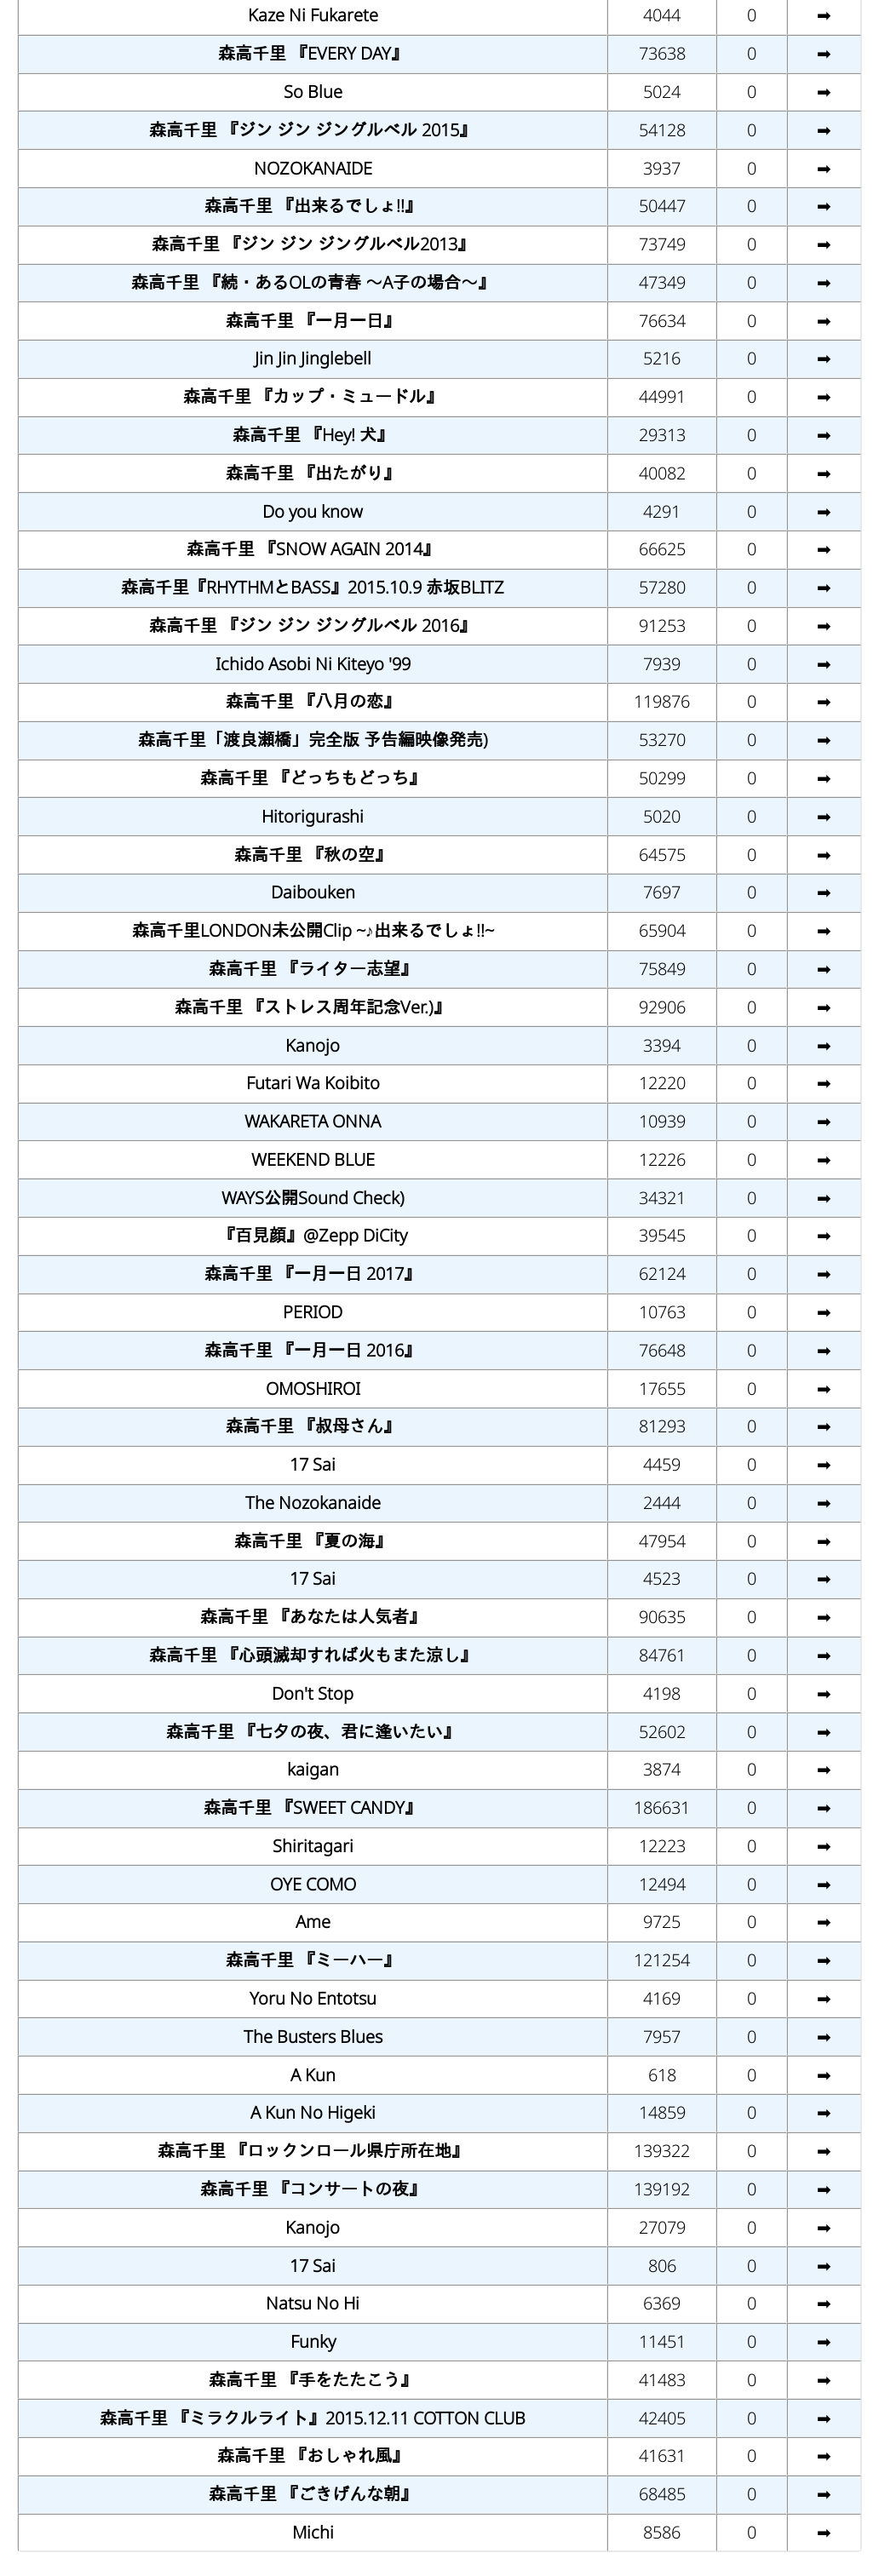 Kaze Ni Fukarete 4044 0 ➡
森高千里 『EVERY DAY』 73638 0 ➡
So Blue 5024 0 ➡
森高千里 『ジン ジン ジングルベル 2015』 54128 0 ➡
NOZOKANAIDE 3937 0 ➡
森高千里 『出来るでしょ!!』 50447 0 ➡
森高千里 『ジン ジン ジングルベル2013』 73749 0 ➡
森高千里 『続・あるOLの青春 〜A子の場合〜』 47349 0 ➡
森高千里 『一月一日』 76634 0 ➡
Jin Jin Jinglebell 5216 0 ➡
森高千里 『カップ・ミュードル』 44991 0 ➡
森高千里 『Hey! 犬』 29313 0 ➡
森高千里 『出たがり』 40082 0 ➡
Do you know 4291 0 ➡
森高千里 『SNOW AGAIN 2014』 66625 0 ➡
森高千里『RHYTHMとBASS』2015.10.9 赤坂BLITZ 57280 0 ➡
森高千里 『ジン ジン ジングルベル 2016』 91253 0 ➡
Ichido Asobi Ni Kiteyo '99 7939 0 ➡
森高千里 『八月の恋』 119876 0 ➡
森高千里「渡良瀬橋」完全版 予告編映像発売) 53270 0 ➡
森高千里 『どっちもどっち』 50299 0 ➡
Hitorigurashi 5020 0 ➡
森高千里 『秋の空』 64575 0 ➡
Daibouken 7697 0 ➡
森高千里LONDON未公開Clip ~♪出来るでしょ!!~ 65904 0 ➡
森高千里 『ライター志望』 75849 0 ➡
森高千里 『ストレス周年記念Ver.)』 92906 0 ➡
Kanojo 3394 0 ➡
Futari Wa Koibito 12220 0 ➡
WAKARETA ONNA 10939 0 ➡
WEEKEND BLUE 12226 0 ➡
WAYS公開Sound Check) 34321 0 ➡
『百見顔』@Zepp DiCity 39545 0 ➡
森高千里 『一月一日 2017』 62124 0 ➡
PERIOD 10763 0 ➡
森高千里 『一月一日 2016』 76648 0 ➡
OMOSHIROI 17655 0 ➡
森高千里 『叔母さん』 81293 0 ➡
17 Sai 4459 0 ➡
The Nozokanaide 2444 0 ➡
森高千里 『夏の海』 47954 0 ➡
17 Sai 4523 0 ➡
森高千里 『あなたは人気者』 90635 0 ➡
森高千里 『心頭滅却すれば火もまた涼し』 84761 0 ➡
Don't Stop 4198 0 ➡
森高千里 『七夕の夜、君に逢いたい』 52602 0 ➡
kaigan 3874 0 ➡
森高千里 『SWEET CANDY』 186631 0 ➡
Shiritagari 12223 0 ➡
OYE COMO 12494 0 ➡
Ame 9725 0 ➡
森高千里 『ミーハー』 121254 0 ➡
Yoru No Entotsu 4169 0 ➡
The Busters Blues 7957 0 ➡
A Kun 618 0 ➡
A Kun No Higeki 14859 0 ➡
森高千里 『ロックンロール県庁所在地』 139322 0 ➡
森高千里 『コンサートの夜』 139192 0 ➡
Kanojo 27079 0 ➡
17 Sai 806 0 ➡
Natsu No Hi 6369 0 ➡
Funky 11451 0 ➡
森高千里 『手をたたこう』 41483 0 ➡
森高千里 『ミラクルライト』2015.12.11 COTTON CLUB 42405 0 ➡
森高千里 『おしゃれ風』 41631 0 ➡
森高千里 『ごきげんな朝』 68485 0 ➡
Michi 8586 0 ➡